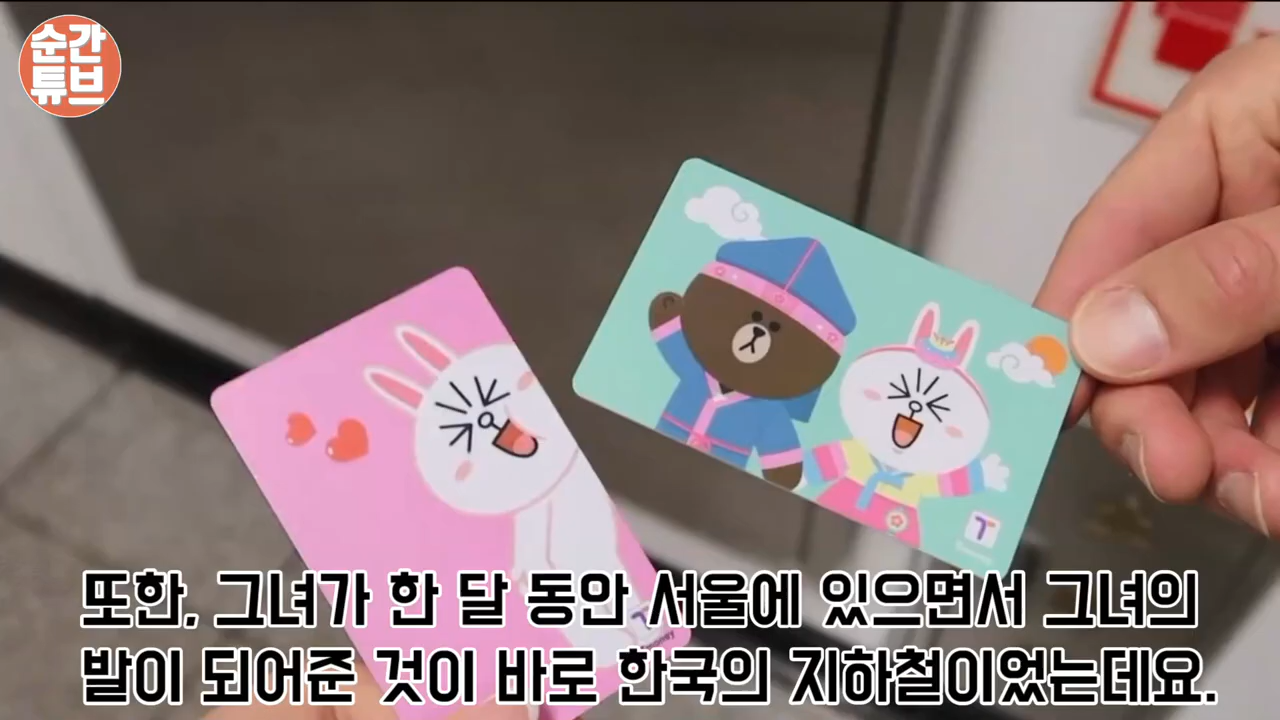 순간
튜브
또한, 그녀가 한 달 동안 서울에 있으면서 그녀의
발이 되어준 것이 바로 한국의 지하철이었는데요.